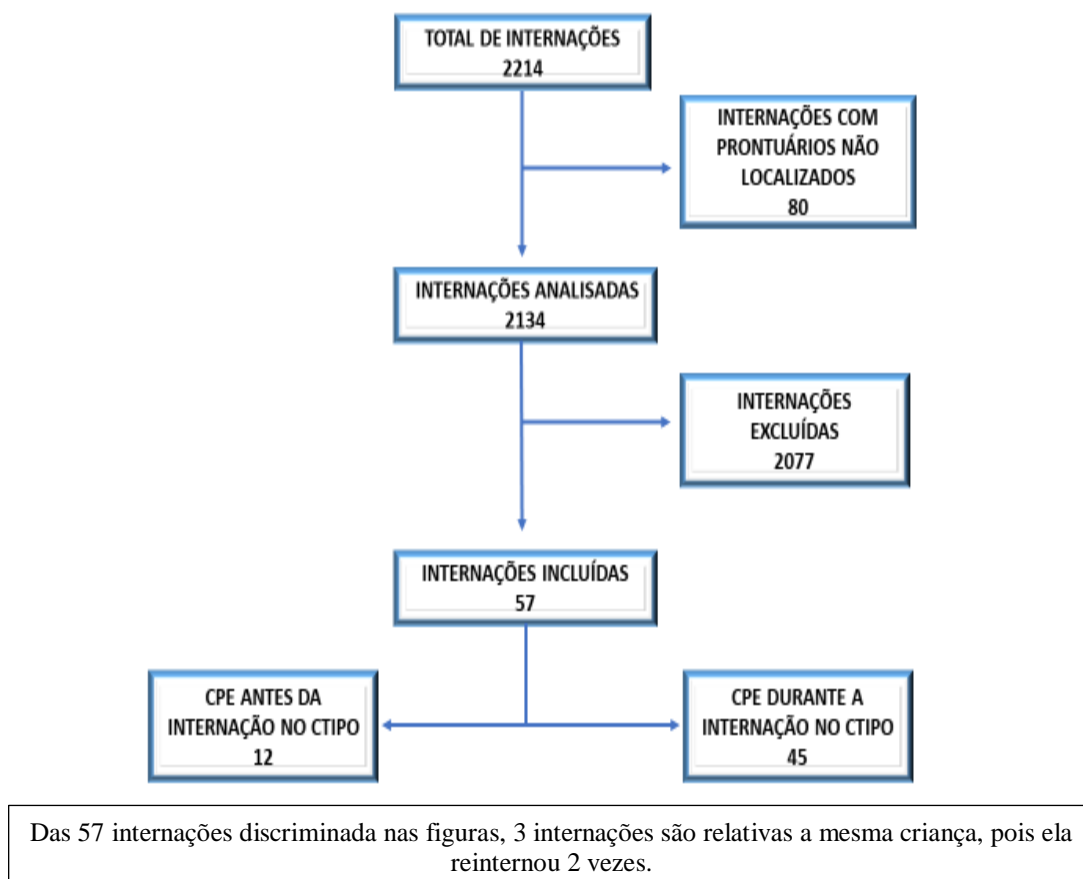 TOTAL DE INTERNAÇÕES
2214
INTERNAÇÕES COM
PRONTUÁRIOS NÃO
LOCALIZADOS
80
INTERNAÇÕES ANALISADAS
2134
INTERNAÇÕES
EXCLUÍDAS
2077
INTERNAÇÕES INCLUÍDAS
57
CPE ANTES DA
INTERNAÇÃO NO CTIPO
12
CPE DURANTE A
INTERNAÇÃO NO CTIPO
45
Das 57 internações discriminada nas figuras, 3 internações são relativas a mesma criança, pois ela
reinternou 2 vezes.